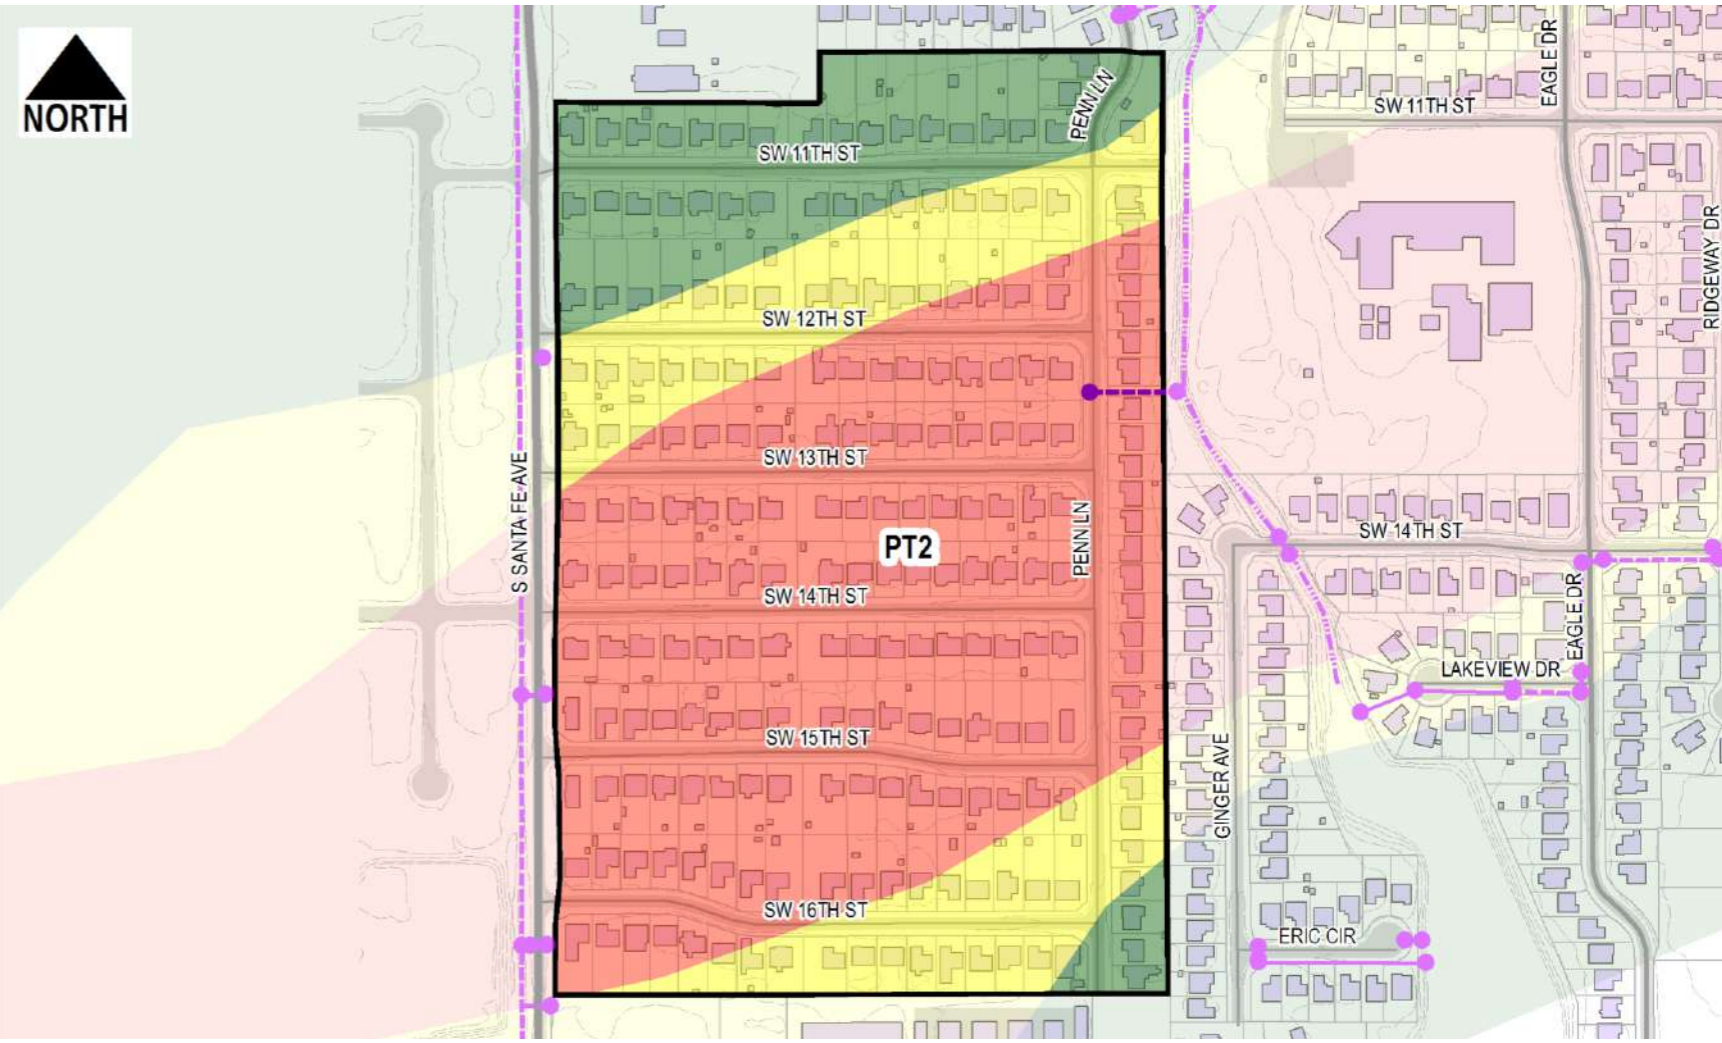 EAGLE DR
PENN LN
NORTH
SW 11TH ST
SW 11TH ST
RIDGEWAY DR
SW 12TH ST
SW 13TH ST
S SANTA FE AVE
PENN LN
PT2
SW 14TH ST
SW 14TH ST
EAGLE DR
LAKEVIEW DR
SW 15TH ST
GINGER AVE
SW 16TH ST
ERIC CIR